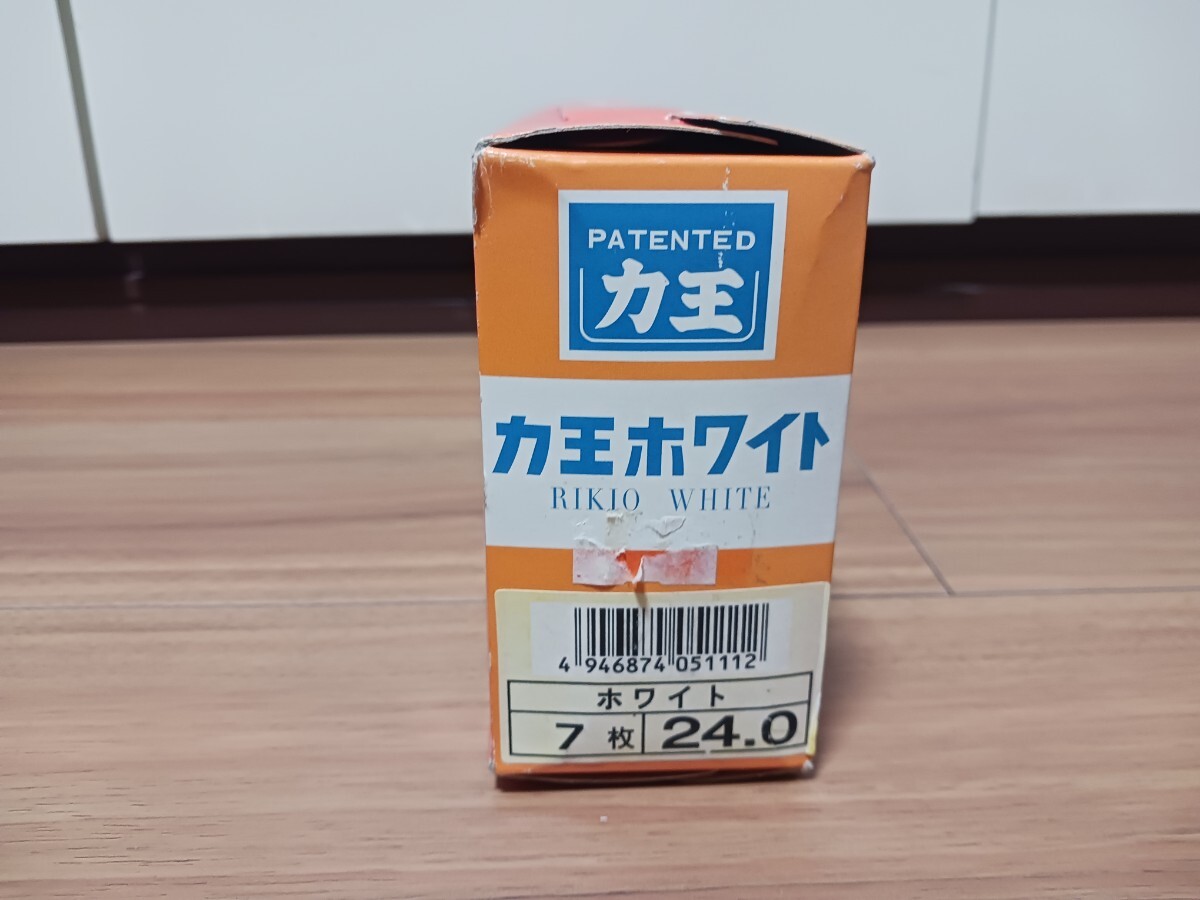 PATENTED
力王
力王ホワイト
RIKIO WHITE
4 946874 051112
ホワイト
7 枚 24.0